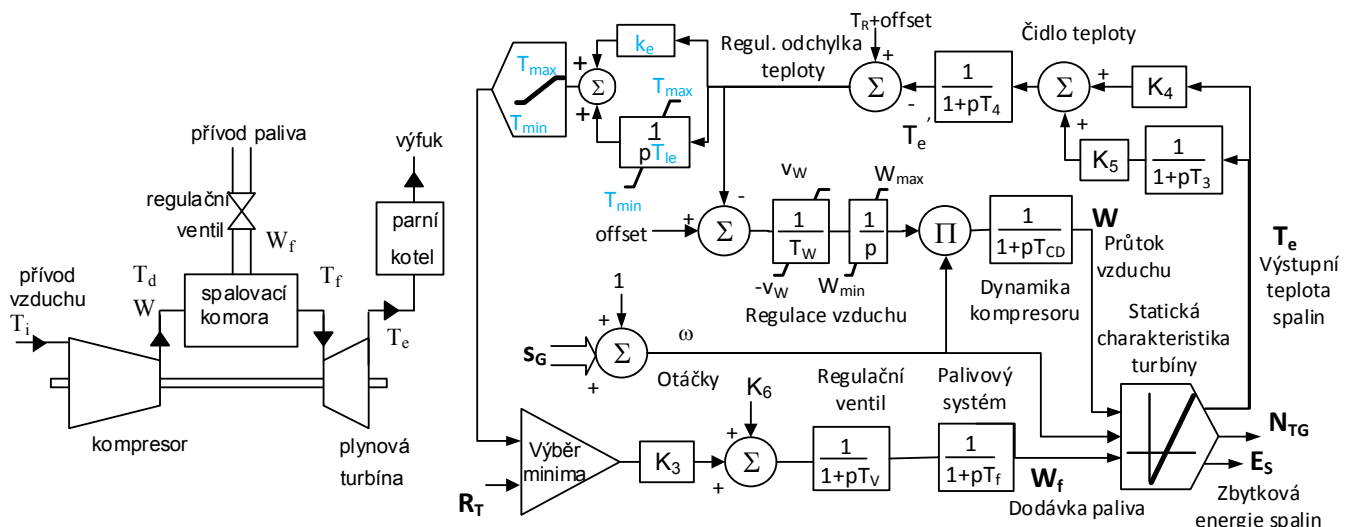 přívod paliva
regulační
ventil
W_f
přívod
vzduchu
T_i
T_d
W
spalovací
komora
T_f
výfuk
parní
kotel
T_e
kompresor
plynová
turbína
T_max
T_min
+
Σ
+
k_e
T_max
1
pT_Ie
T_min
Regul. odchylka
teploty
T_R+offset
+
Σ
-
T_e'
1
1+pT_4
Čidlo teploty
Σ
+
+
K_4
K_5
1
1+pT_3
offset
+
-
Σ
v_W
1
T_W
-v_W
W_max
1
p
W_min
Regulace vzduchu
Π
1
1+pT_CD
Dynamika
kompresoru
W
Průtok
vzduchu
T_e
Výstupní
teplota
spalin
1
+
s_G
+
Σ
ω
Otáčky
Statická
charakteristika
turbíny
Výběr
minima
R_T
K_3
K_6
+
+
Σ
Regulační
ventil
1
1+pT_V
Palivový
systém
1
1+pT_f
W_f
Dodávka paliva
N_TG
E_S
Zbytková
energie spalin